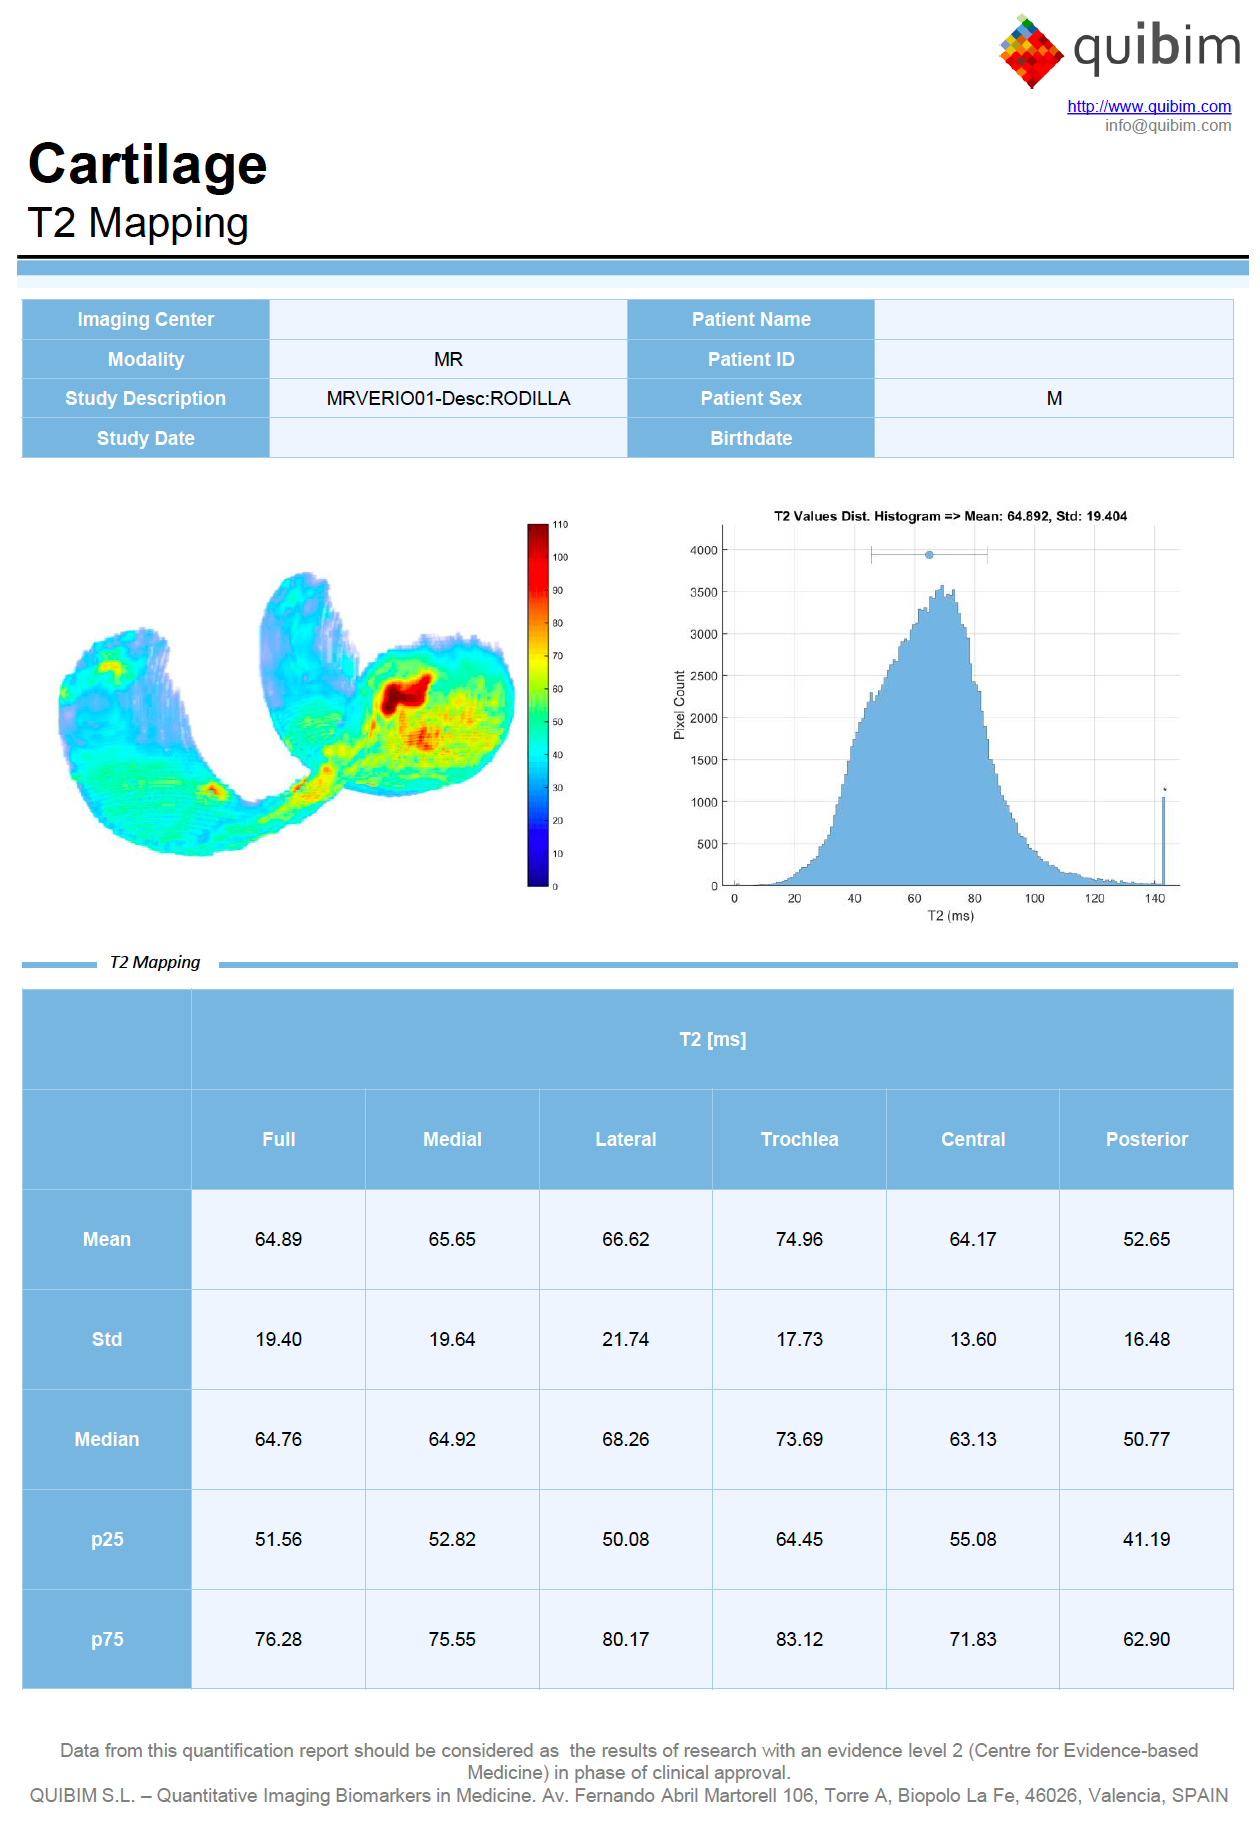 quibim
http://www.quibim.com
info@quibim.com
Cartilage
T2 Mapping
Imaging Center Patient Name
Modality MR Patient ID
Study Description MRVERIO01-Desc:RODILLA Patient Sex M
Study Date Birthdate
110
100
90
80
70
60
50
40
30
20
10
0
T2 Values Dist. Histogram => Mean: 64.892, Std: 19.404
4000
3500
3000
2500
2000
1500
1000
500
0
Pixel Count
*
0 20 40 60 80 100 120 140
T2 (ms)
T2 Mapping
T2 [ms]
Full Medial Lateral Trochlea Central Posterior
Mean 64.89 65.65 66.62 74.96 64.17 52.65
Std 19.40 19.64 21.74 17.73 13.60 16.48
Median 64.76 64.92 68.26 73.69 63.13 50.77
p25 51.56 52.82 50.08 64.45 55.08 41.19
p75 76.28 75.55 80.17 83.12 71.83 62.90
Data from this quantification report should be considered as  the results of research with an evidence level 2 (Centre for Evidence-based
Medicine) in phase of clinical approval.
QUIBIM S.L. – Quantitative Imaging Biomarkers in Medicine. Av. Fernando Abril Martorell 106, Torre A, Biopolo La Fe, 46026, Valencia, SPAIN